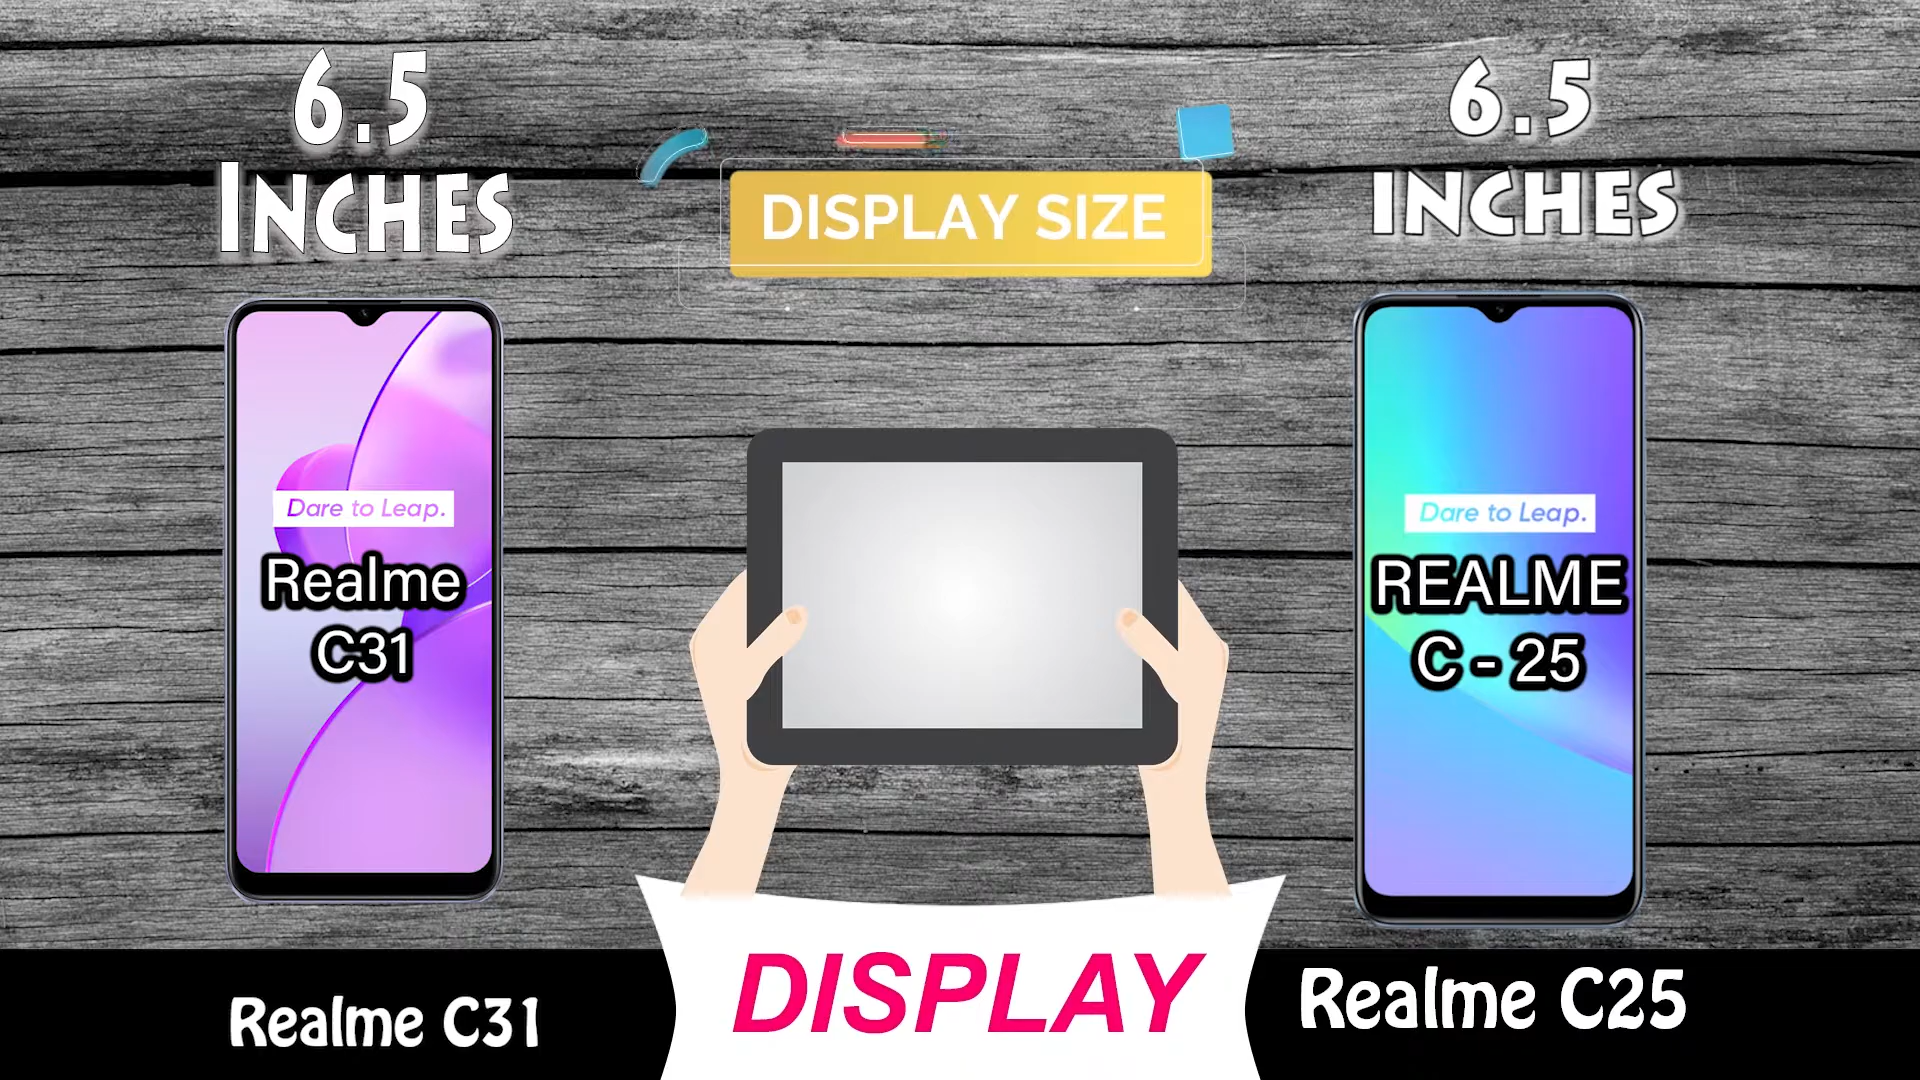 6.5
INCHES
DISPLAY SIZE
6.5
INCHES
Dare to Leap.
Realme
C31
Dare to Leap.
REALME
C - 25
Realme C31
DISPLAY
Realme C25